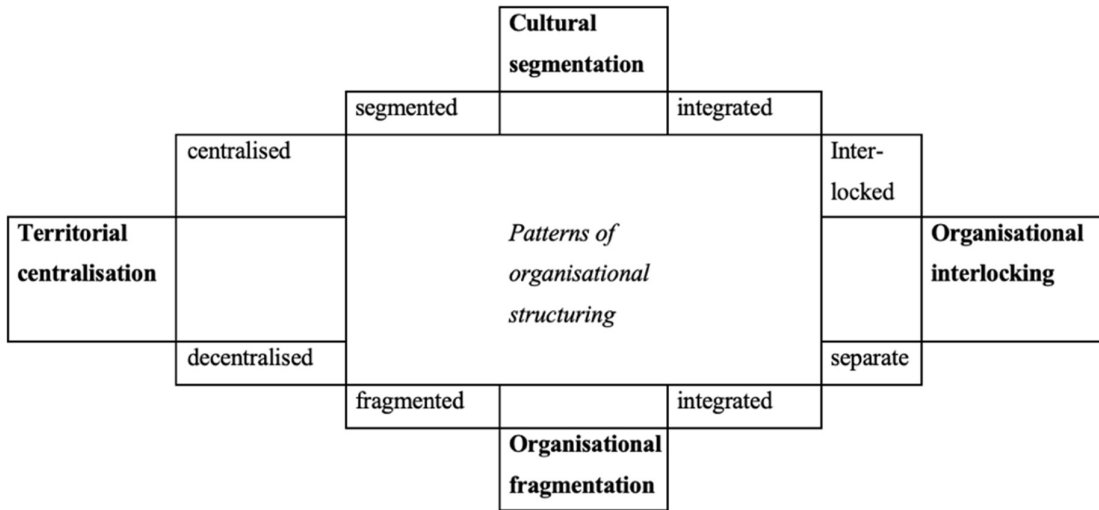 Cultural
segmentation
segmented
integrated
centralised
Inter-
locked
Territorial
centralisation
Patterns of
organisational
structuring
Organisational
interlocking
decentralised
separate
fragmented
integrated
Organisational
fragmentation